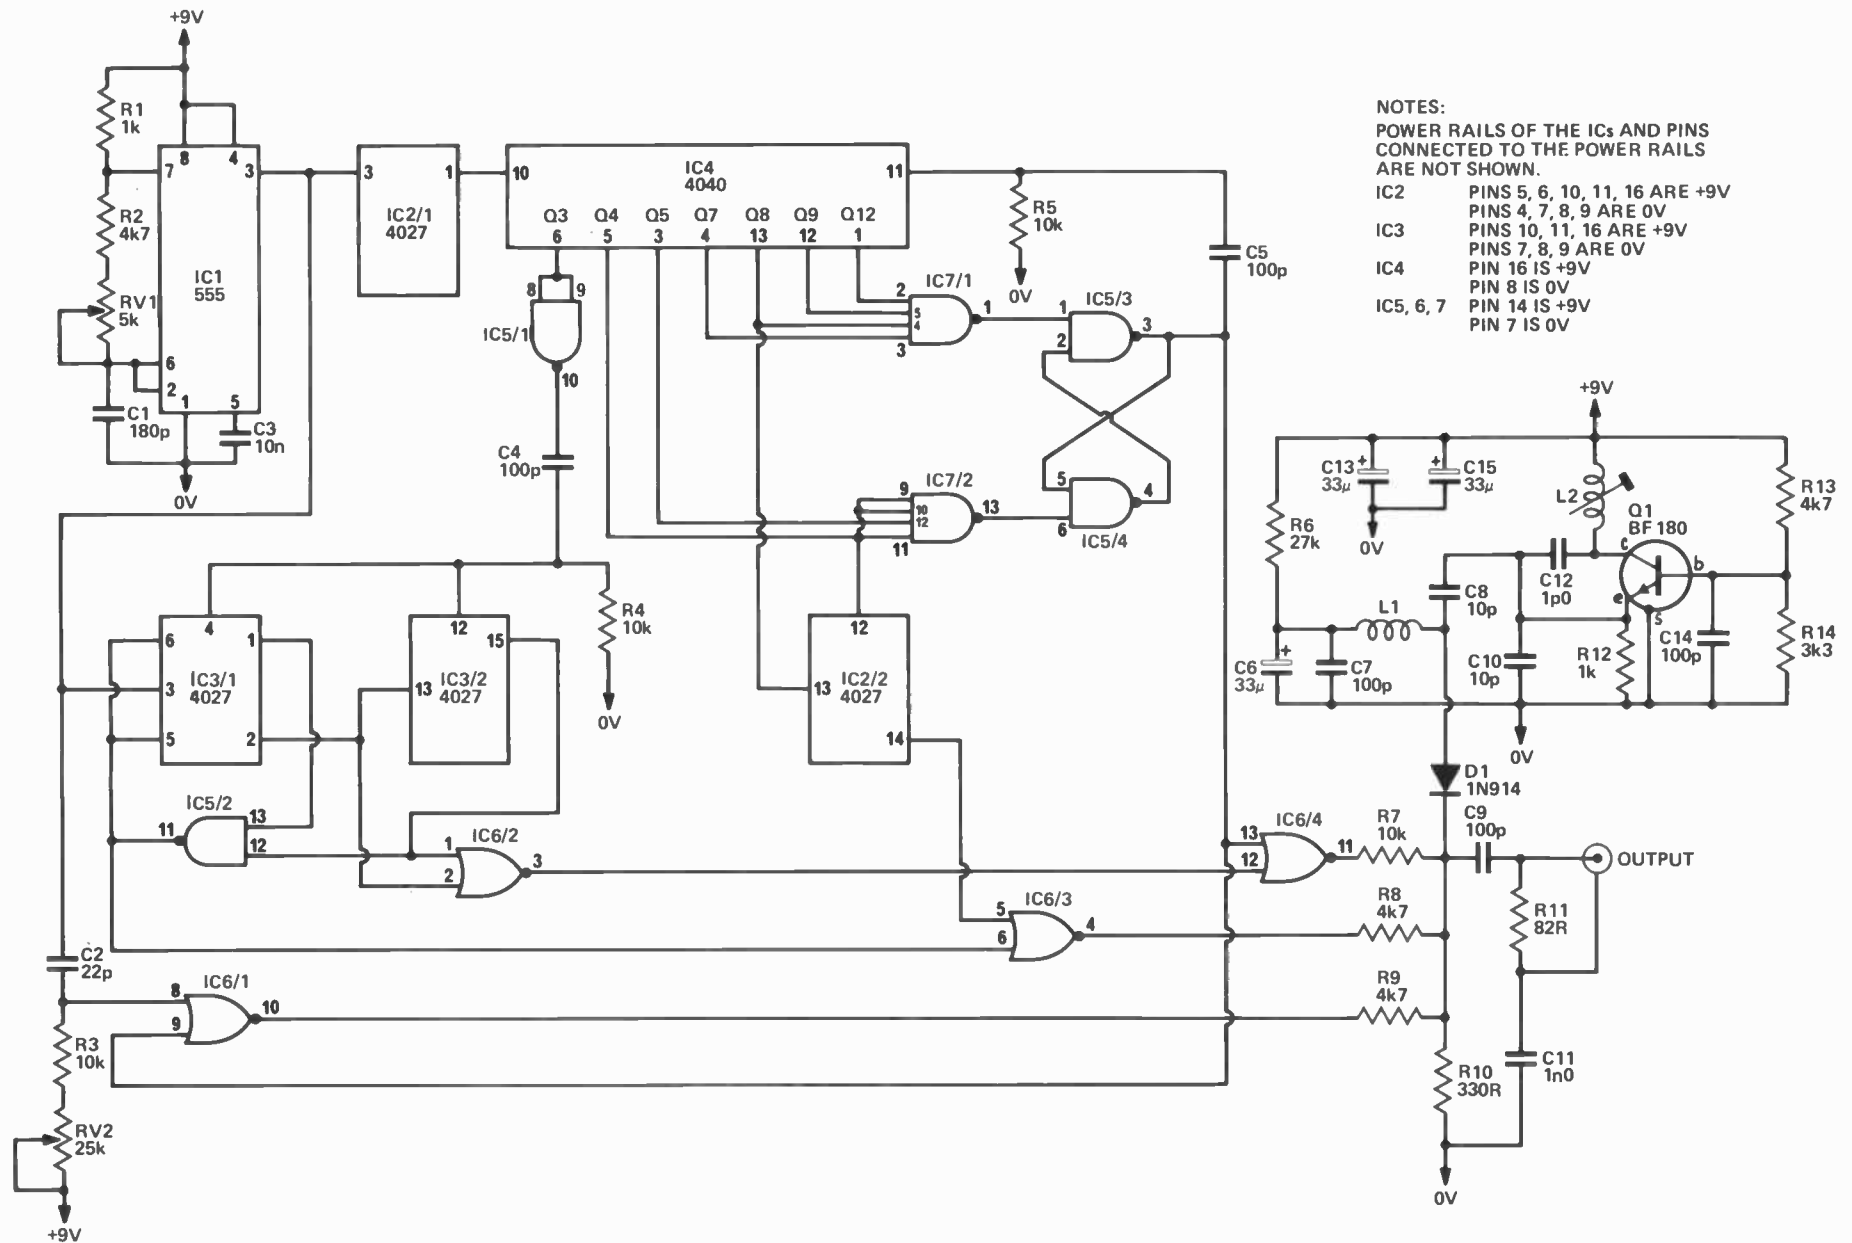 +9V
R1
1k
8
4
7
3
R2
4k7
IC1
555
RV1
5k
6
2
1
5
C1
180p
C3
10n
0V
3
1
IC2/1
4027
10
IC4
4040
11
Q3
Q4
Q5
Q7
Q8
Q9
Q12
6
5
3
4
13
12
1
R5
10k
0V
C5
100p
8
9
IC5/1
10
IC7/1
2
5
4
3
1
IC5/3
1
2
3
C4
100p
IC7/2
9
10
12
11
13
5
6
4
IC5/4
NOTES:
POWER RAILS OF THE ICs AND PINS
CONNECTED TO THE POWER RAILS
ARE NOT SHOWN.
IC2 PINS 5, 6, 10, 11, 16 ARE +9V
PINS 4, 7, 8, 9 ARE 0V
IC3 PINS 10, 11, 16 ARE +9V
PINS 7, 8, 9 ARE 0V
IC4 PIN 16 IS +9V
PIN 8 IS 0V
IC5, 6, 7 PIN 14 IS +9V
PIN 7 IS 0V
+9V
C13
33μ
+
C15
33μ
+
0V
L2
Q1
BF180
R13
4k7
R6
27k
c
b
e
s
C12
1p0
C8
10p
L1
C6
33μ
+
C7
100p
C10
10p
R12
1k
C14
100p
R14
3k3
0V
6
4
1
IC3/1
4027
3
5
2
12
15
IC3/2
4027
13
R4
10k
0V
12
IC2/2
4027
13
14
D1
1N914
IC5/2
11
13
12
IC6/2
1
2
3
IC6/4
13
12
11
R7
10k
C9
100p
OUTPUT
IC6/3
5
6
4
R8
4k7
R11
82R
C2
22p
IC6/1
8
9
10
R9
4k7
R3
10k
R10
330R
C11
1n0
RV2
25k
+9V
0V